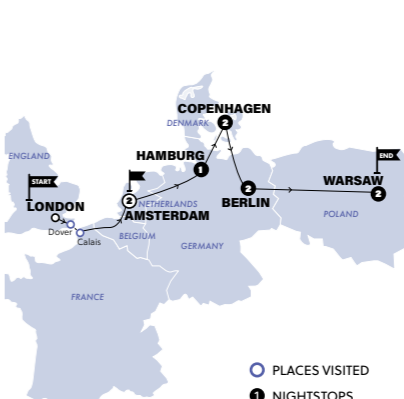 COPENHAGEN
2
DENMARK
HAMBURG
1
ENGLAND
END
START
WARSAW
2
2
BERLIN
2
NETHERLANDS
AMSTERDAM
LONDON
Dover
Calais
BELGIUM
GERMANY
POLAND
FRANCE
PLACES VISITED
1 NIGHTSTOPS